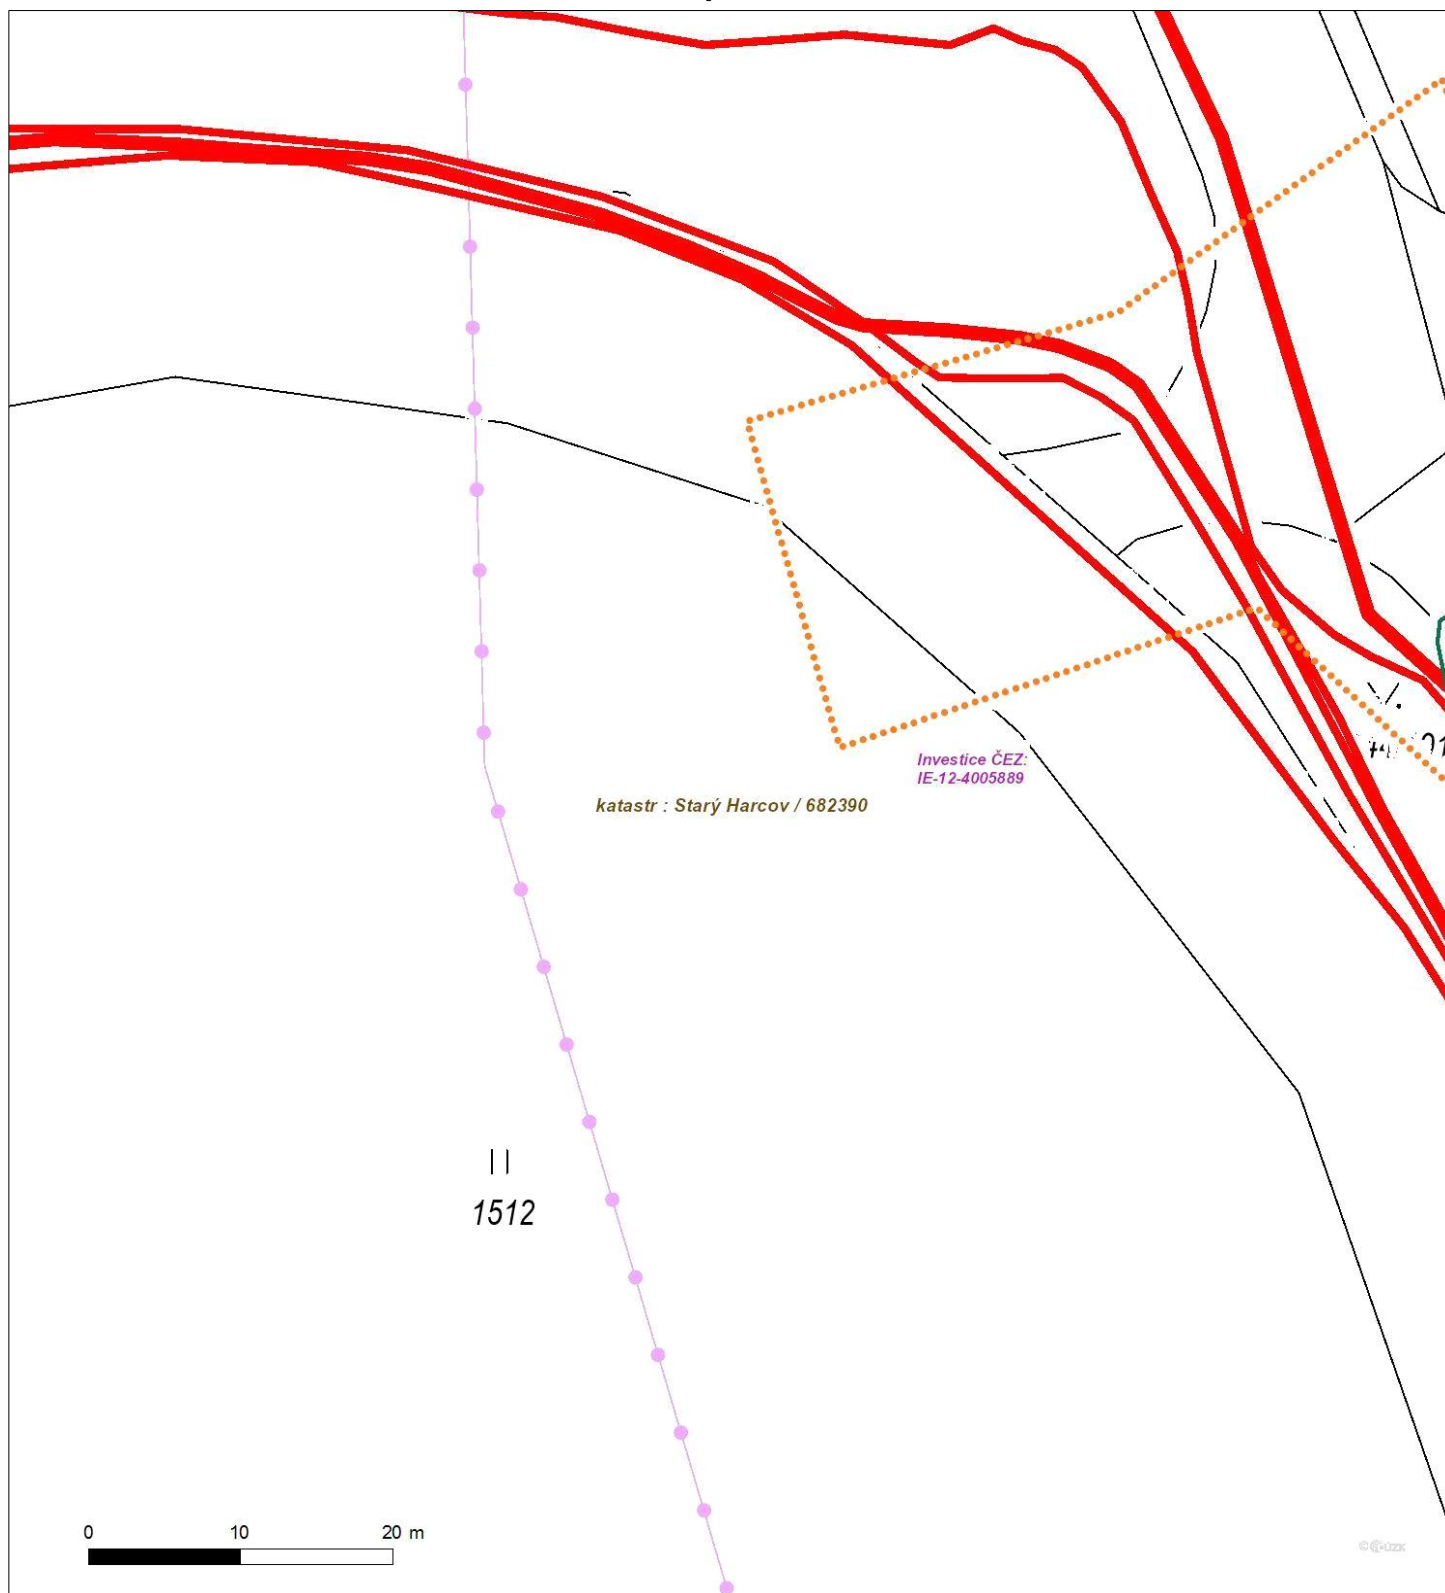 Investice ČEZ:
IE-12-4005889
katastr : Starý Harcov / 682390
1512
0 10 20 m